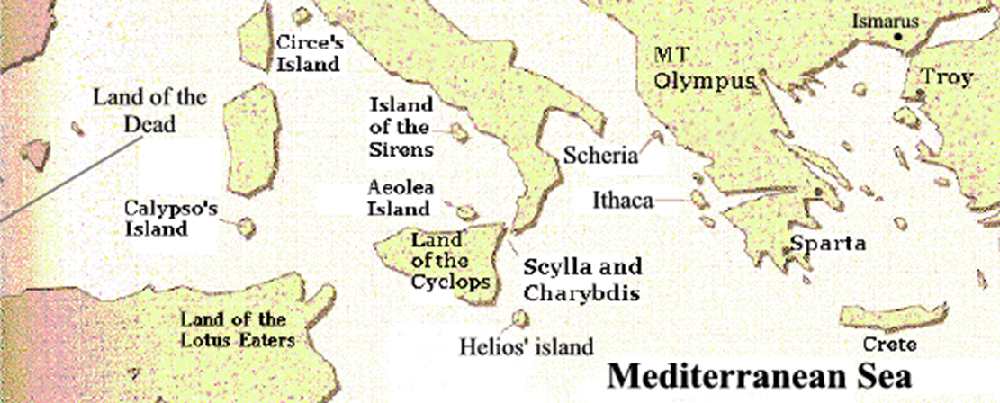 Ismarus
Circe's
Island
MT
Olympus
Troy
Land of the
Dead
Island
of the
Sirens
Scheria
Aeolea
Island
Ithaca
Calypso's
Island
Land
of the
Cyclops
Sparta
Scylla and
Charybdis
Land of the
Lotus Eaters
Helios' island
Crete
Mediterranean Sea